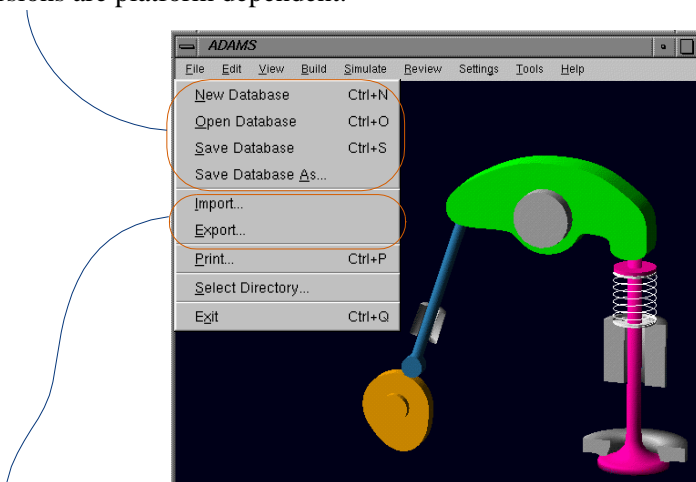 sions are platform dependent.
ADAMS
File Edit View Build Simulate Review Settings Tools Help
New Database Ctrl+N
Open Database Ctrl+O
Save Database Ctrl+S
Save Database As...
Import...
Export...
Print... Ctrl+P
Select Directory...
Exit Ctrl+Q